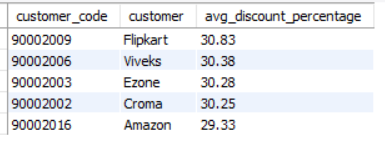 customer_code customer avg_discount_percentage
90002009 Flipkart 30.83
90002006 Viveks 30.38
90002003 Ezone 30.28
90002002 Croma 30.25
90002016 Amazon 29.33